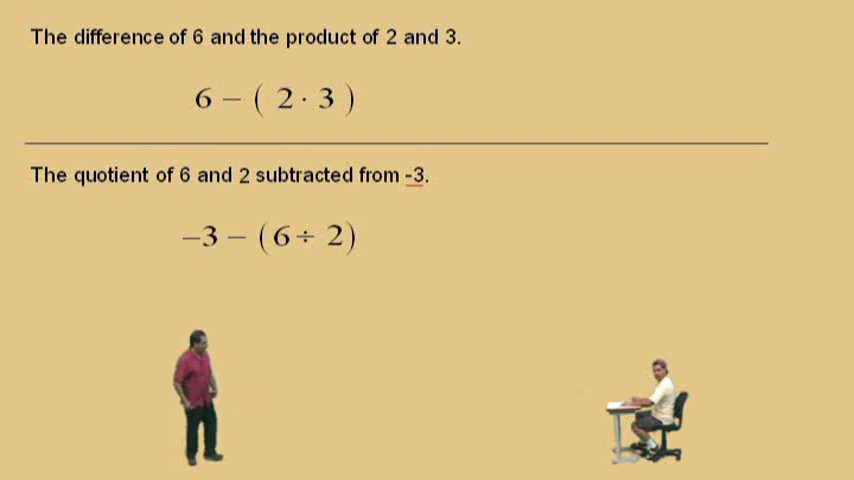 The difference of 6 and the product of 2 and 3.
6 – ( 2 · 3 )
The quotient of 6 and 2 subtracted from -3.
–3 – (6 ÷ 2)